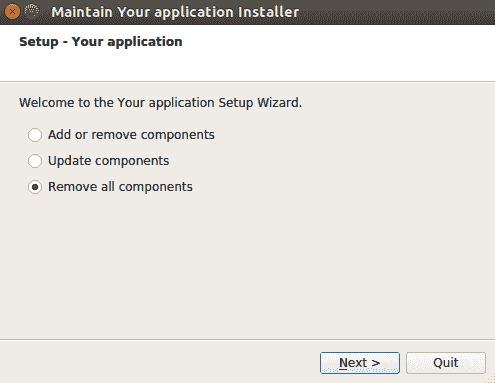 Maintain Your application Installer
Setup - Your application
Welcome to the Your application Setup Wizard.
Add or remove components
Update components
Remove all components
Next >
Quit